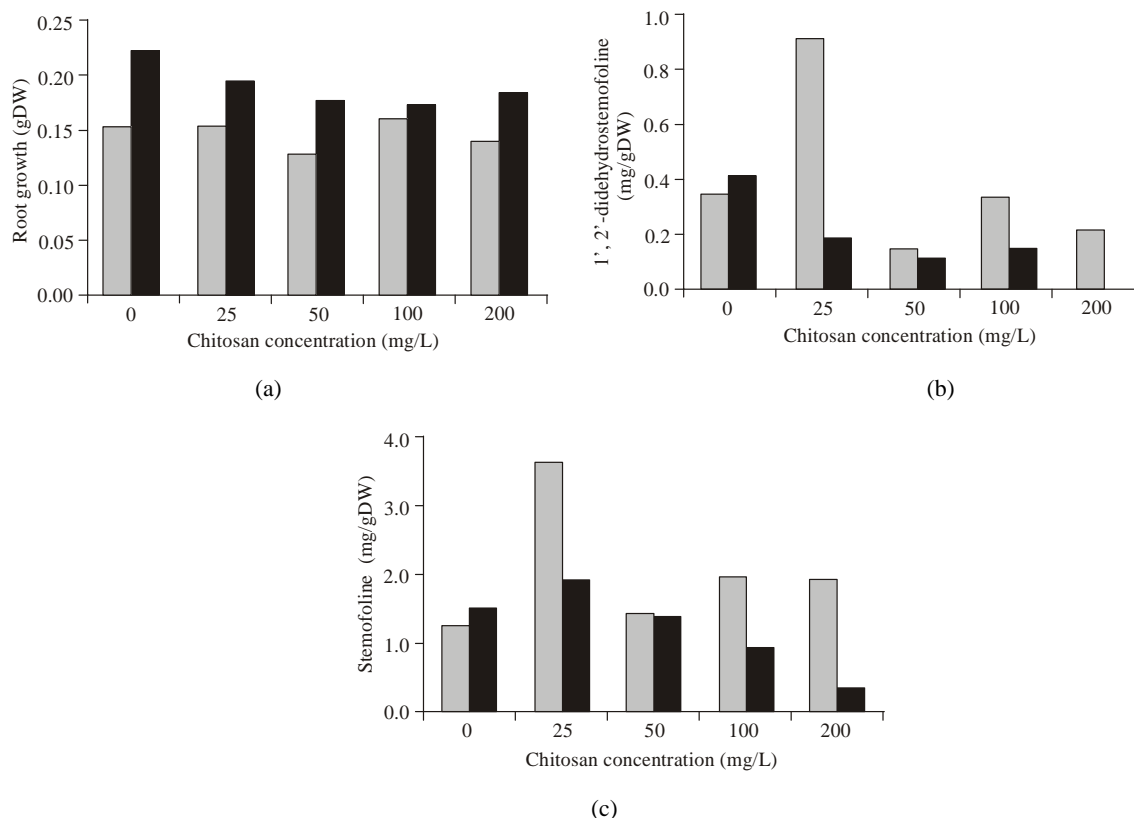 Root growth (gDW)
0.25
0.20
0.15
0.10
0.05
0.00
0 25 50 100 200
Chitosan concentration (mg/L)
(a)
1’, 2’-didehydrostemofoline
(mg/gDW)
1.0
0.8
0.6
0.4
0.2
0.0
0 25 50 100 200
Chitosan concentration (mg/L)
(b)
Stemofoline (mg/gDW)
4.0
3.0
2.0
1.0
0.0
0 25 50 100 200
Chitosan concentration (mg/L)
(c)